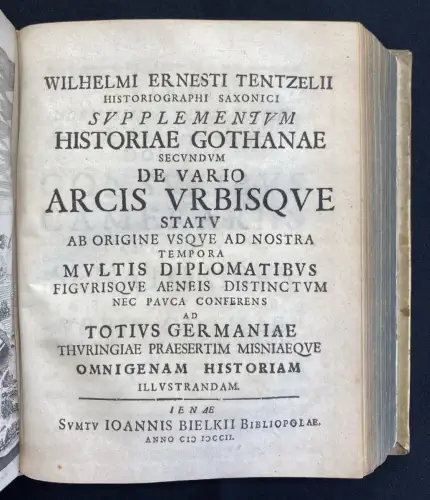 WILHELMI ERNESTI TENTZELII
HISTORIOGRAPHI SAXONICI
SVPPLEMENTVM
HISTORIAE GOTHANAE
SECVNDVM
DE VARIO
ARCIS VRBISQVE
STATV
AB ORIGINE VSQVE AD NOSTRA
TEMPORA
MVLTIS DIPLOMATIBVS
FIGVRISQVE AENEIS DISTINCTVM
NEC PAVCA CONFERENS
AD
TOTIVS GERMANIAE
THVRINGIAE PRAESERTIM MISNIAEQVE
OMNIGENAM HISTORIAM
ILLVSTRANDAM.
IENAE
SVMTV IOANNIS BIELKII BIBLIOPOLAE.
ANNO CIↃ IↃCCII.